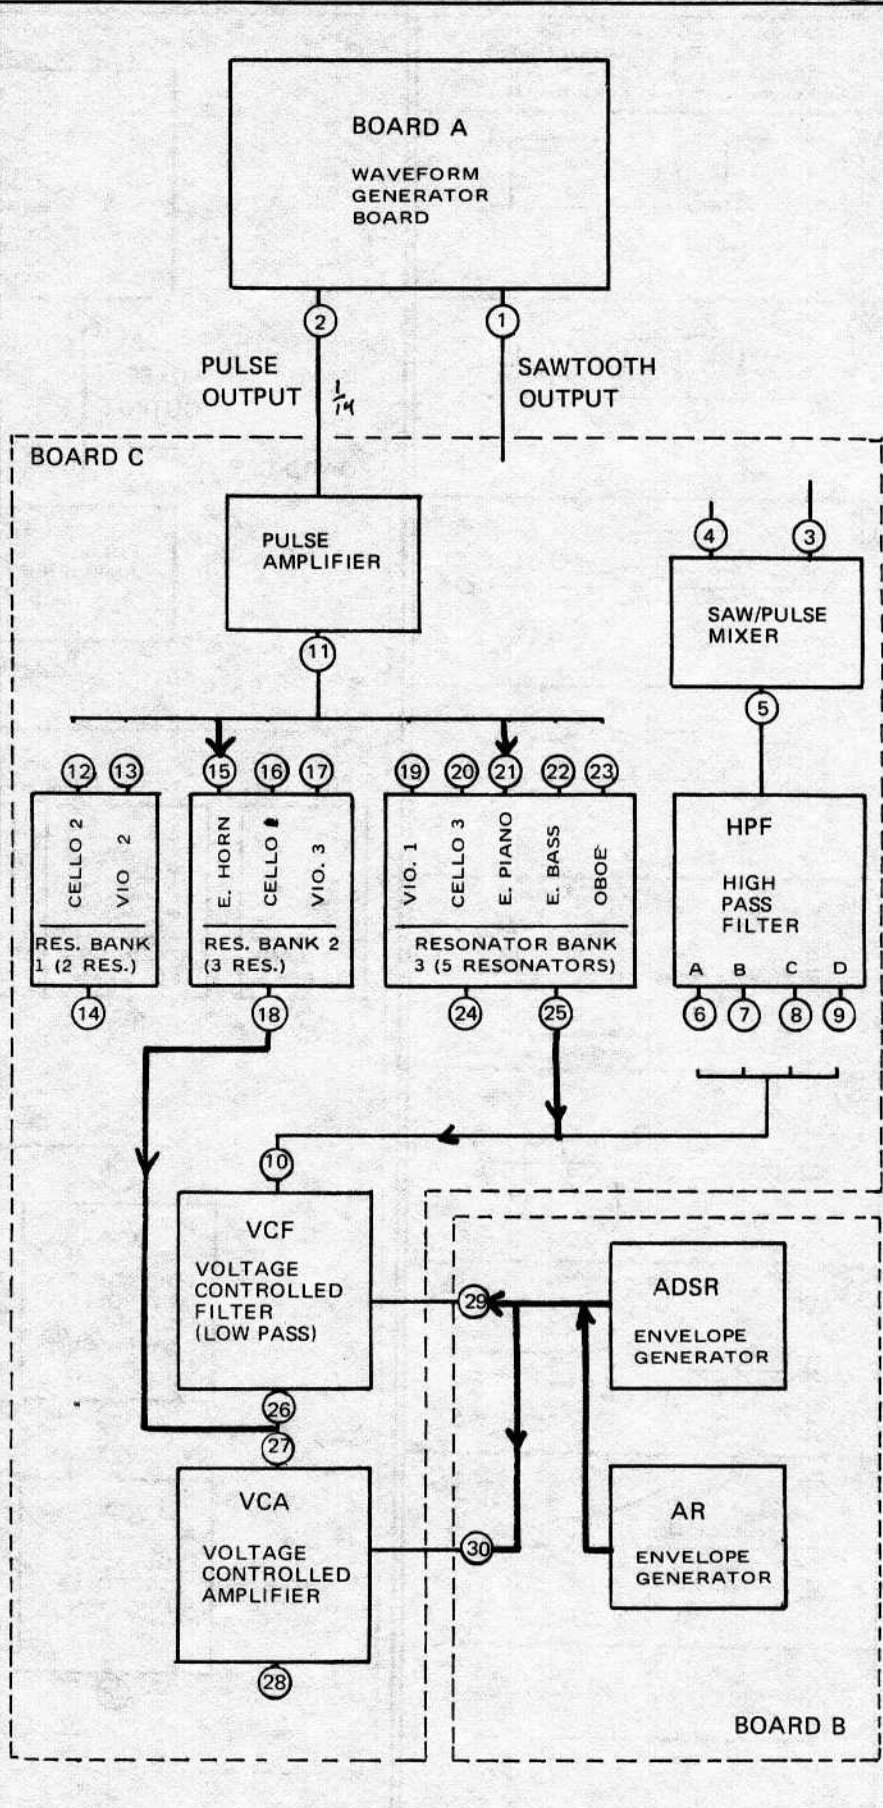 BOARD A
WAVEFORM
GENERATOR
BOARD
2
1
PULSE
OUTPUT
1/14
SAWTOOTH
OUTPUT
BOARD C
PULSE
AMPLIFIER
11
4
3
SAW/PULSE
MIXER
5
12
13
15
16
17
19
20
21
22
23
CELLO 2
VIO 2
E. HORN
CELLO
VIO. 3
VIO. 1
CELLO 3
E. PIANO
E. BASS
OBOE
RES. BANK
1 (2 RES.)
RES. BANK 2
(3 RES.)
RESONATOR BANK
3 (5 RESONATORS)
HPF
HIGH
PASS
FILTER
A B C D
14
18
24
25
6
7
8
9
10
VCF
VOLTAGE
CONTROLLED
FILTER
(LOW PASS)
29
ADSR
ENVELOPE
GENERATOR
26
27
VCA
VOLTAGE
CONTROLLED
AMPLIFIER
30
AR
ENVELOPE
GENERATOR
28
BOARD B